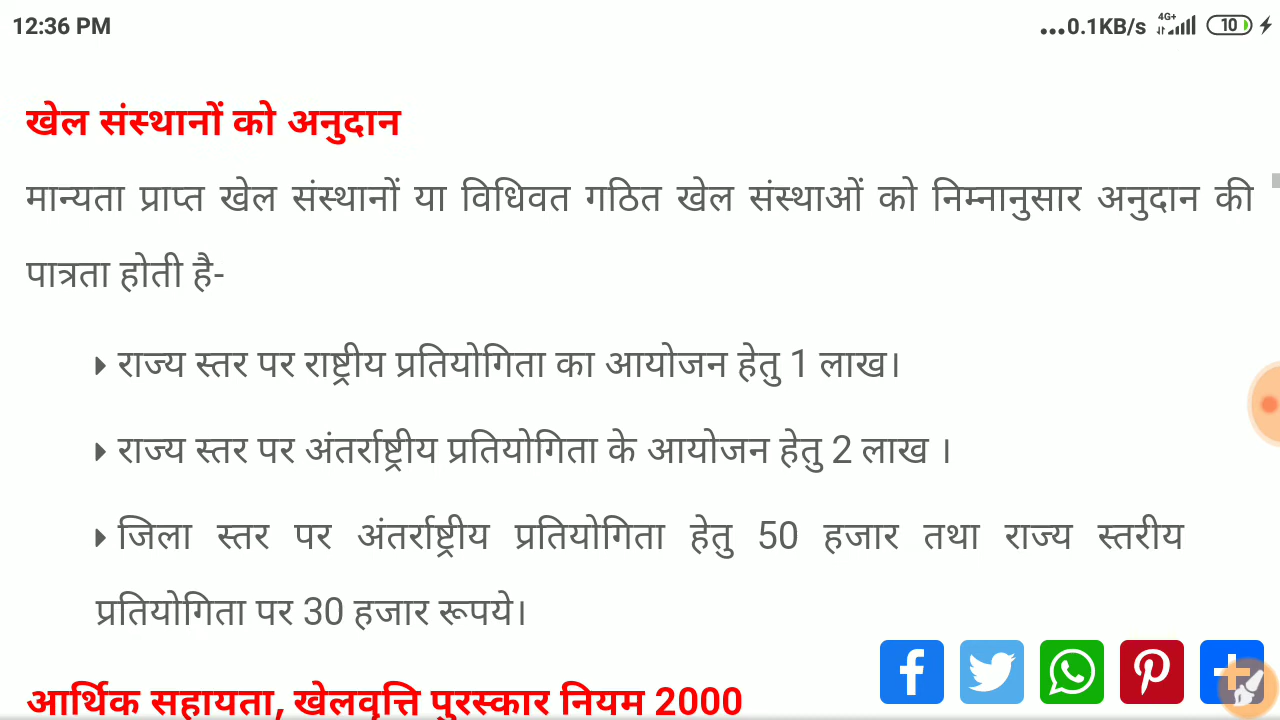 12:36 PM
...0.1KB/s 4G+ 10
खेल संस्थानों को अनुदान
मान्यता प्राप्त खेल संस्थानों या विधिवत गठित खेल संस्थाओं को निम्नानुसार अनुदान की
पात्रता होती है-
राज्य स्तर पर राष्ट्रीय प्रतियोगिता का आयोजन हेतु 1 लाख।
राज्य स्तर पर अंतर्राष्ट्रीय प्रतियोगिता के आयोजन हेतु 2 लाख ।
जिला स्तर पर अंतर्राष्ट्रीय प्रतियोगिता हेतु 50 हजार तथा राज्य स्तरीय
प्रतियोगिता पर 30 हजार रूपये।
आर्थिक सहायता, खेलवृत्ति पुरस्कार नियम 2000